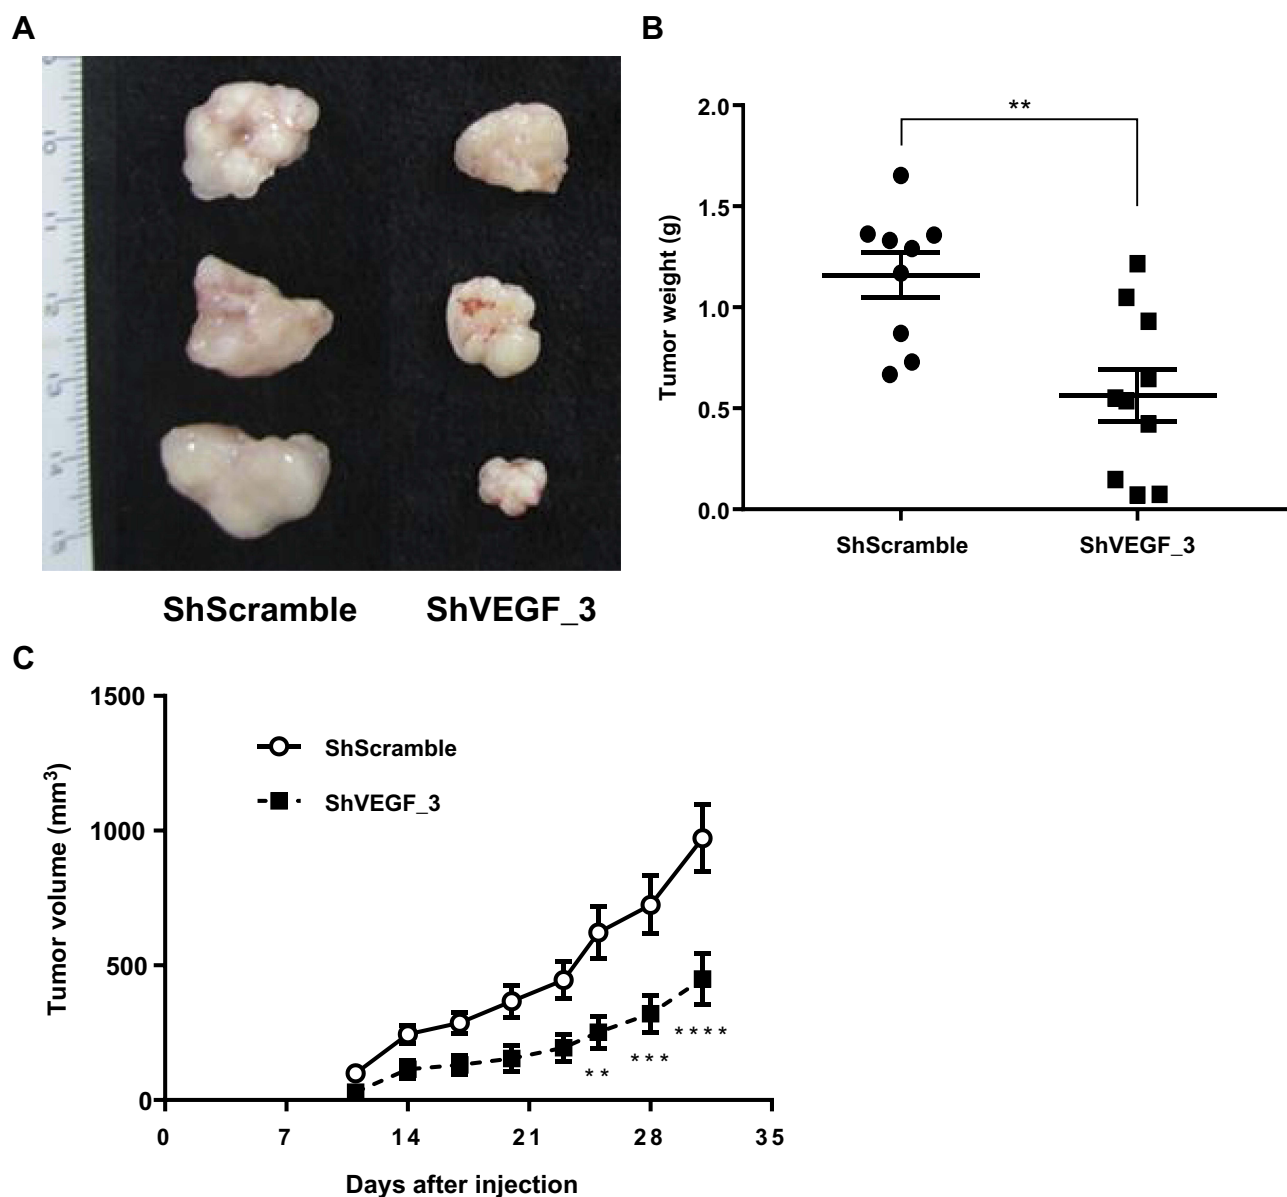 A
B
ShScramble ShVEGF_3
2.0
1.5
1.0
0.5
0.0
Tumor weight (g)
**
ShScramble ShVEGF_3
C
1500
1000
500
0
Tumor volume (mm³)
ShScramble
ShVEGF_3
**
***
****
0 7 14 21 28 35
Days after injection